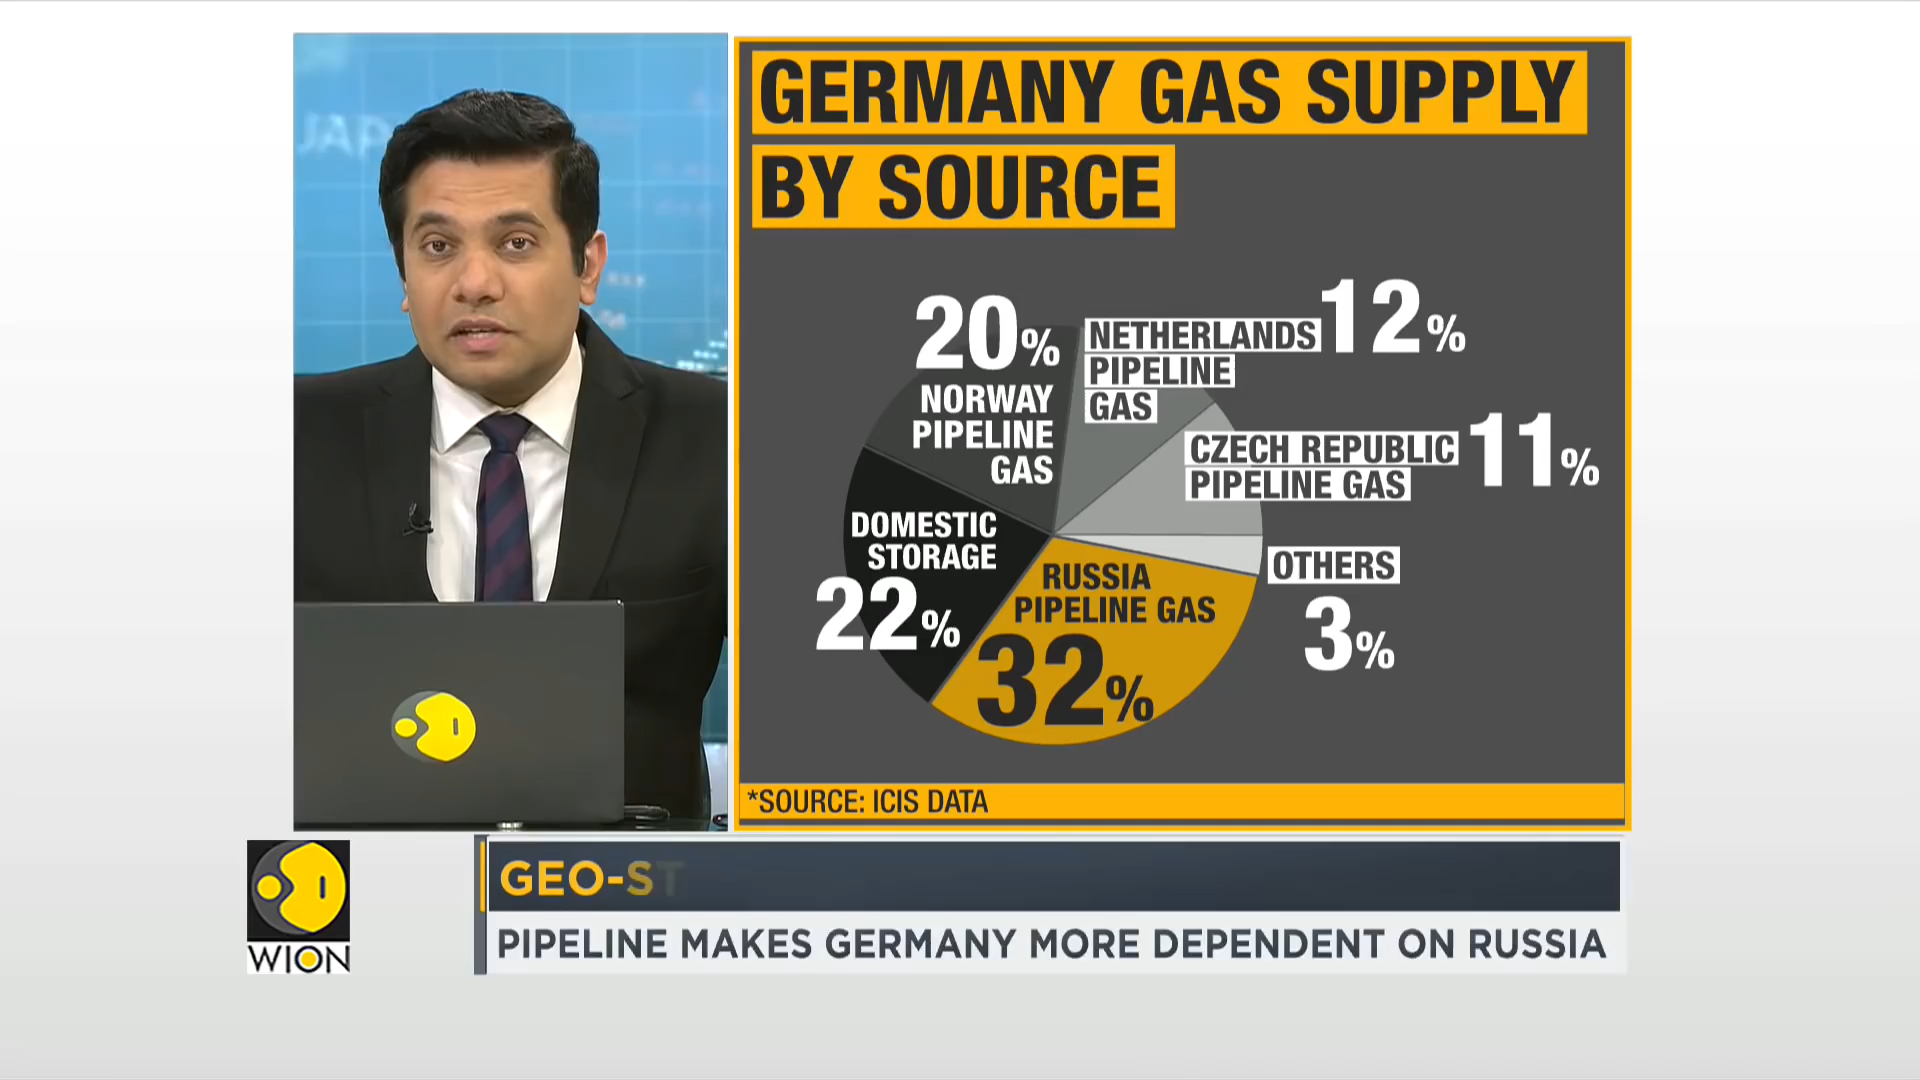 JAP
GERMANY GAS SUPPLY
BY SOURCE
20%
NORWAY
PIPELINE
GAS
NETHERLANDS 12%
PIPELINE
GAS
CZECH REPUBLIC 11%
PIPELINE GAS
DOMESTIC
STORAGE
22%
RUSSIA
PIPELINE GAS
32%
OTHERS
3%
*SOURCE: ICIS DATA
GEO-ST
PIPELINE MAKES GERMANY MORE DEPENDENT ON RUSSIA
WION